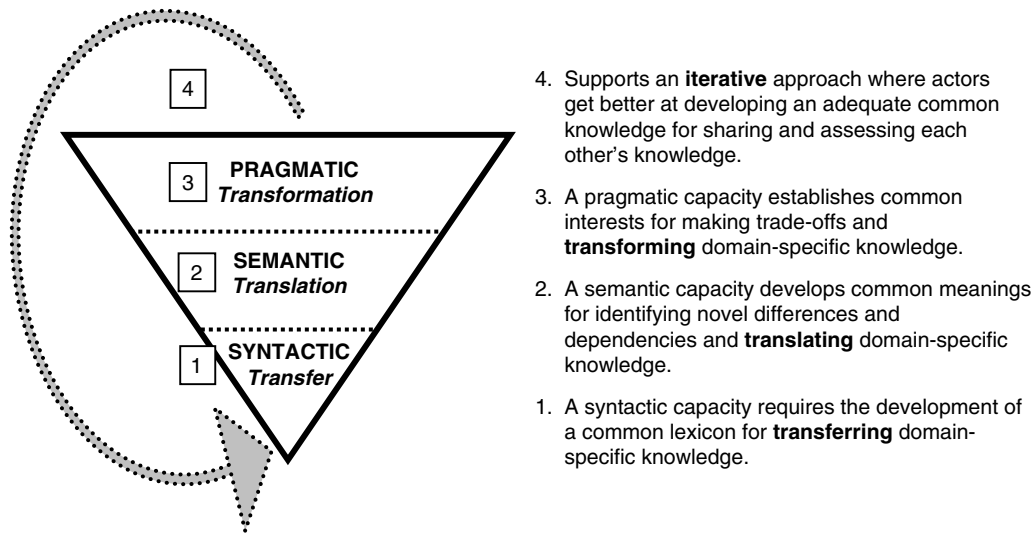 4
3
PRAGMATIC
Transformation
2
SEMANTIC
Translation
1
SYNTACTIC
Transfer
4. Supports an iterative approach where actors
get better at developing an adequate common
knowledge for sharing and assessing each
other's knowledge.
3. A pragmatic capacity establishes common
interests for making trade-offs and
transforming domain-specific knowledge.
2. A semantic capacity develops common meanings
for identifying novel differences and
dependencies and translating domain-specific
knowledge.
1. A syntactic capacity requires the development of
a common lexicon for transferring domain-
specific knowledge.